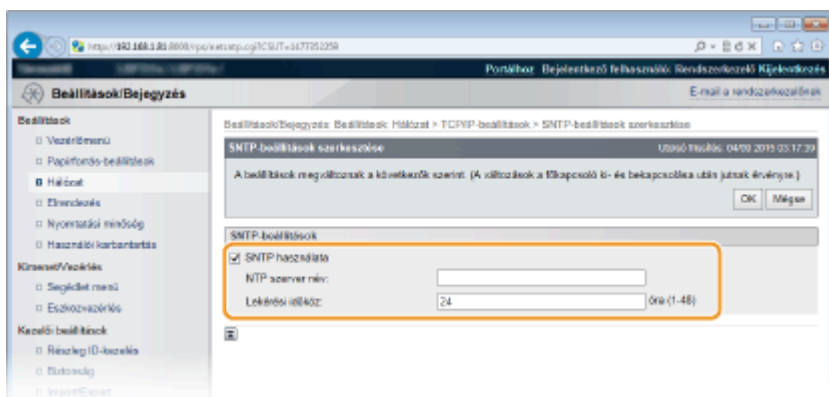 Portálhoz Bejelentkező felhasználó: Rendszerkezelő Kijelentkezés
Beállítások/Bejegyzés
E-mail a rendszerkezelőnek
Beállítások
Vezérlőmenü
Papírforrás-beállítások
Hálózat
Elrendezés
Nyomtatási minőség
Használói karbantartás
Kimenet/Vezérlés
Segédlet menü
Eszközvezérlés
Kezelői beállítások
Részleg ID-kezelés
Biztonság
Import/Export
Beállítások/Bejegyzés: Beállítások: Hálózat > TCP/IP-beállítások > SNTP-beállítások szerkesztése
SNTP-beállítások szerkesztése
Utolsó frissítés: 04/09 2015 03:17:39
A beállítások megváltoznak a következők szerint. (A változások a főkapcsoló ki- és bekapcsolása után jutnak érvényre.)
OK Mégse
SNTP-beállítások
SNTP használata
NTP szerver név:
Lekérési időköz: 24 óra (1-48)